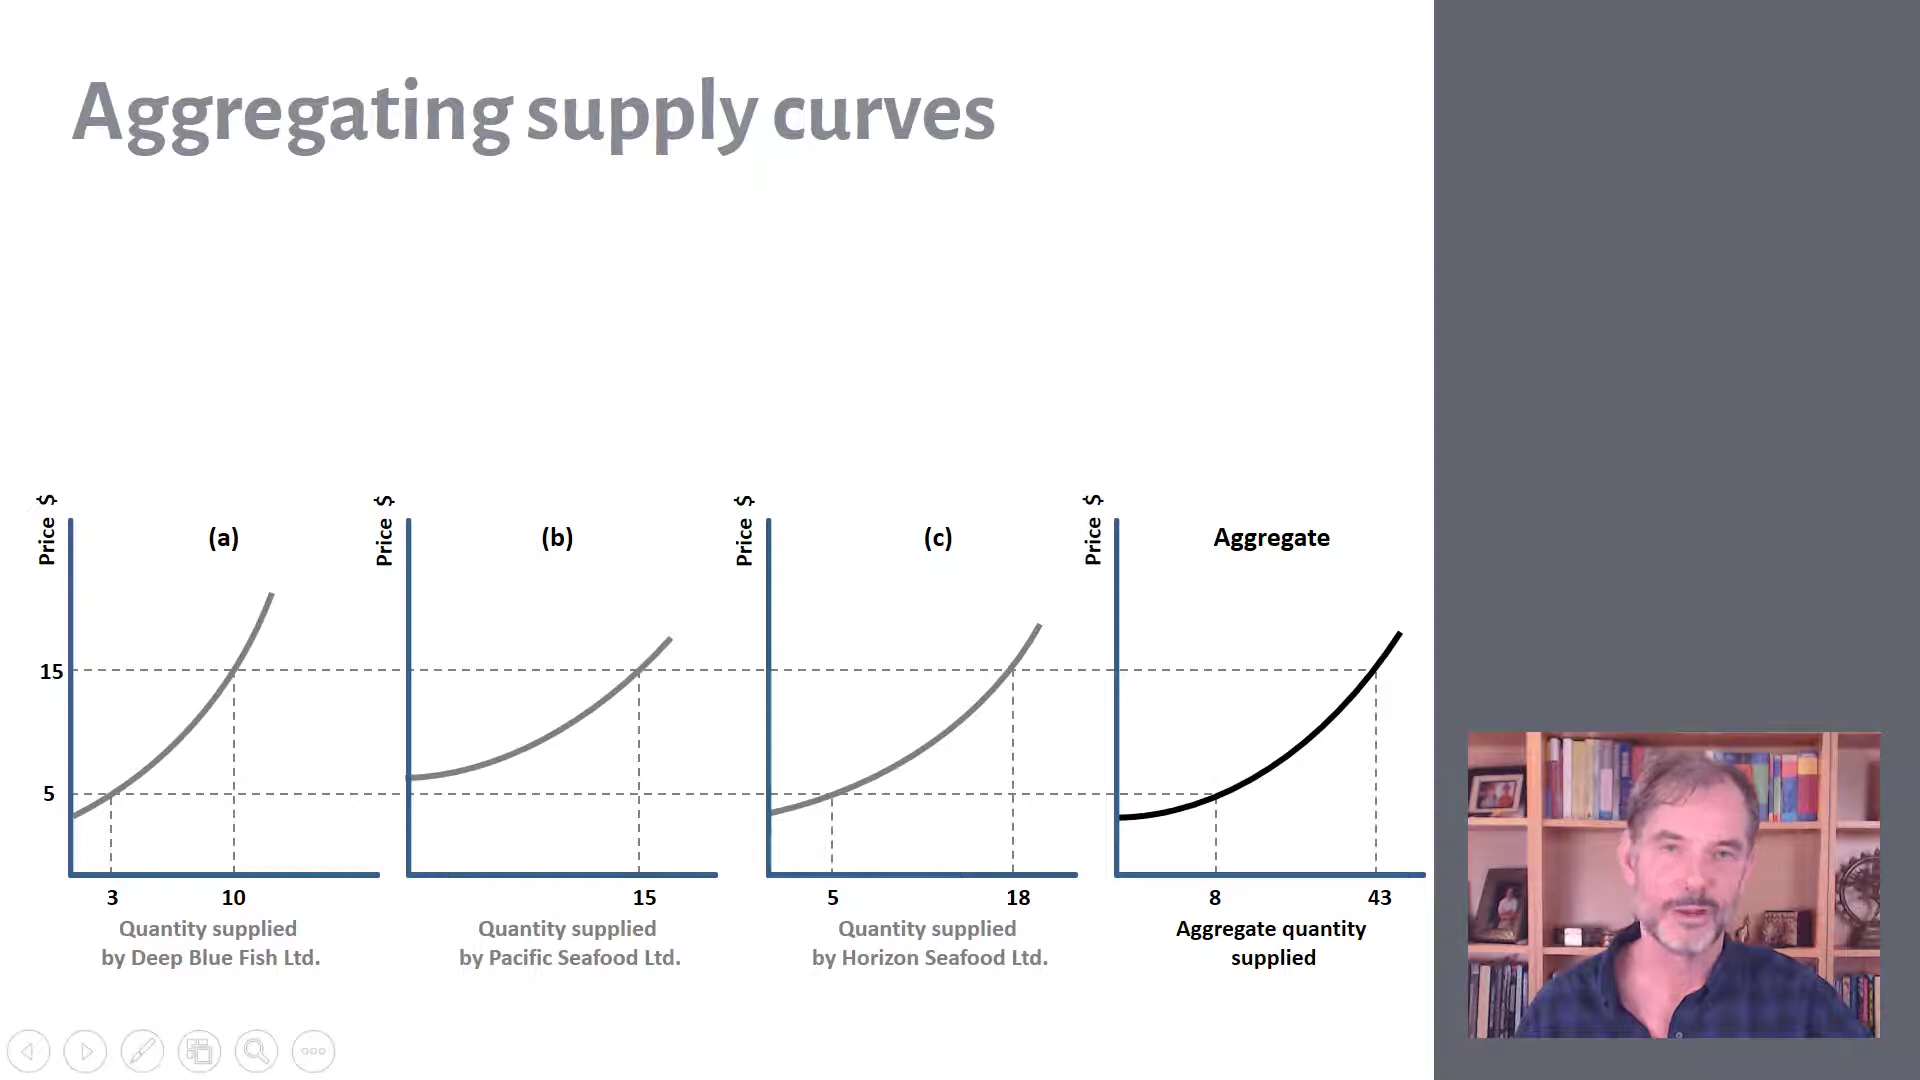 Aggregating supply curves
Price $
(a)
Price $
(b)
Price $
(c)
Price $
Aggregate
15
5
3
10
15
5
18
8
43
Quantity supplied
by Deep Blue Fish Ltd.
Quantity supplied
by Pacific Seafood Ltd.
Quantity supplied
by Horizon Seafood Ltd.
Aggregate quantity
supplied